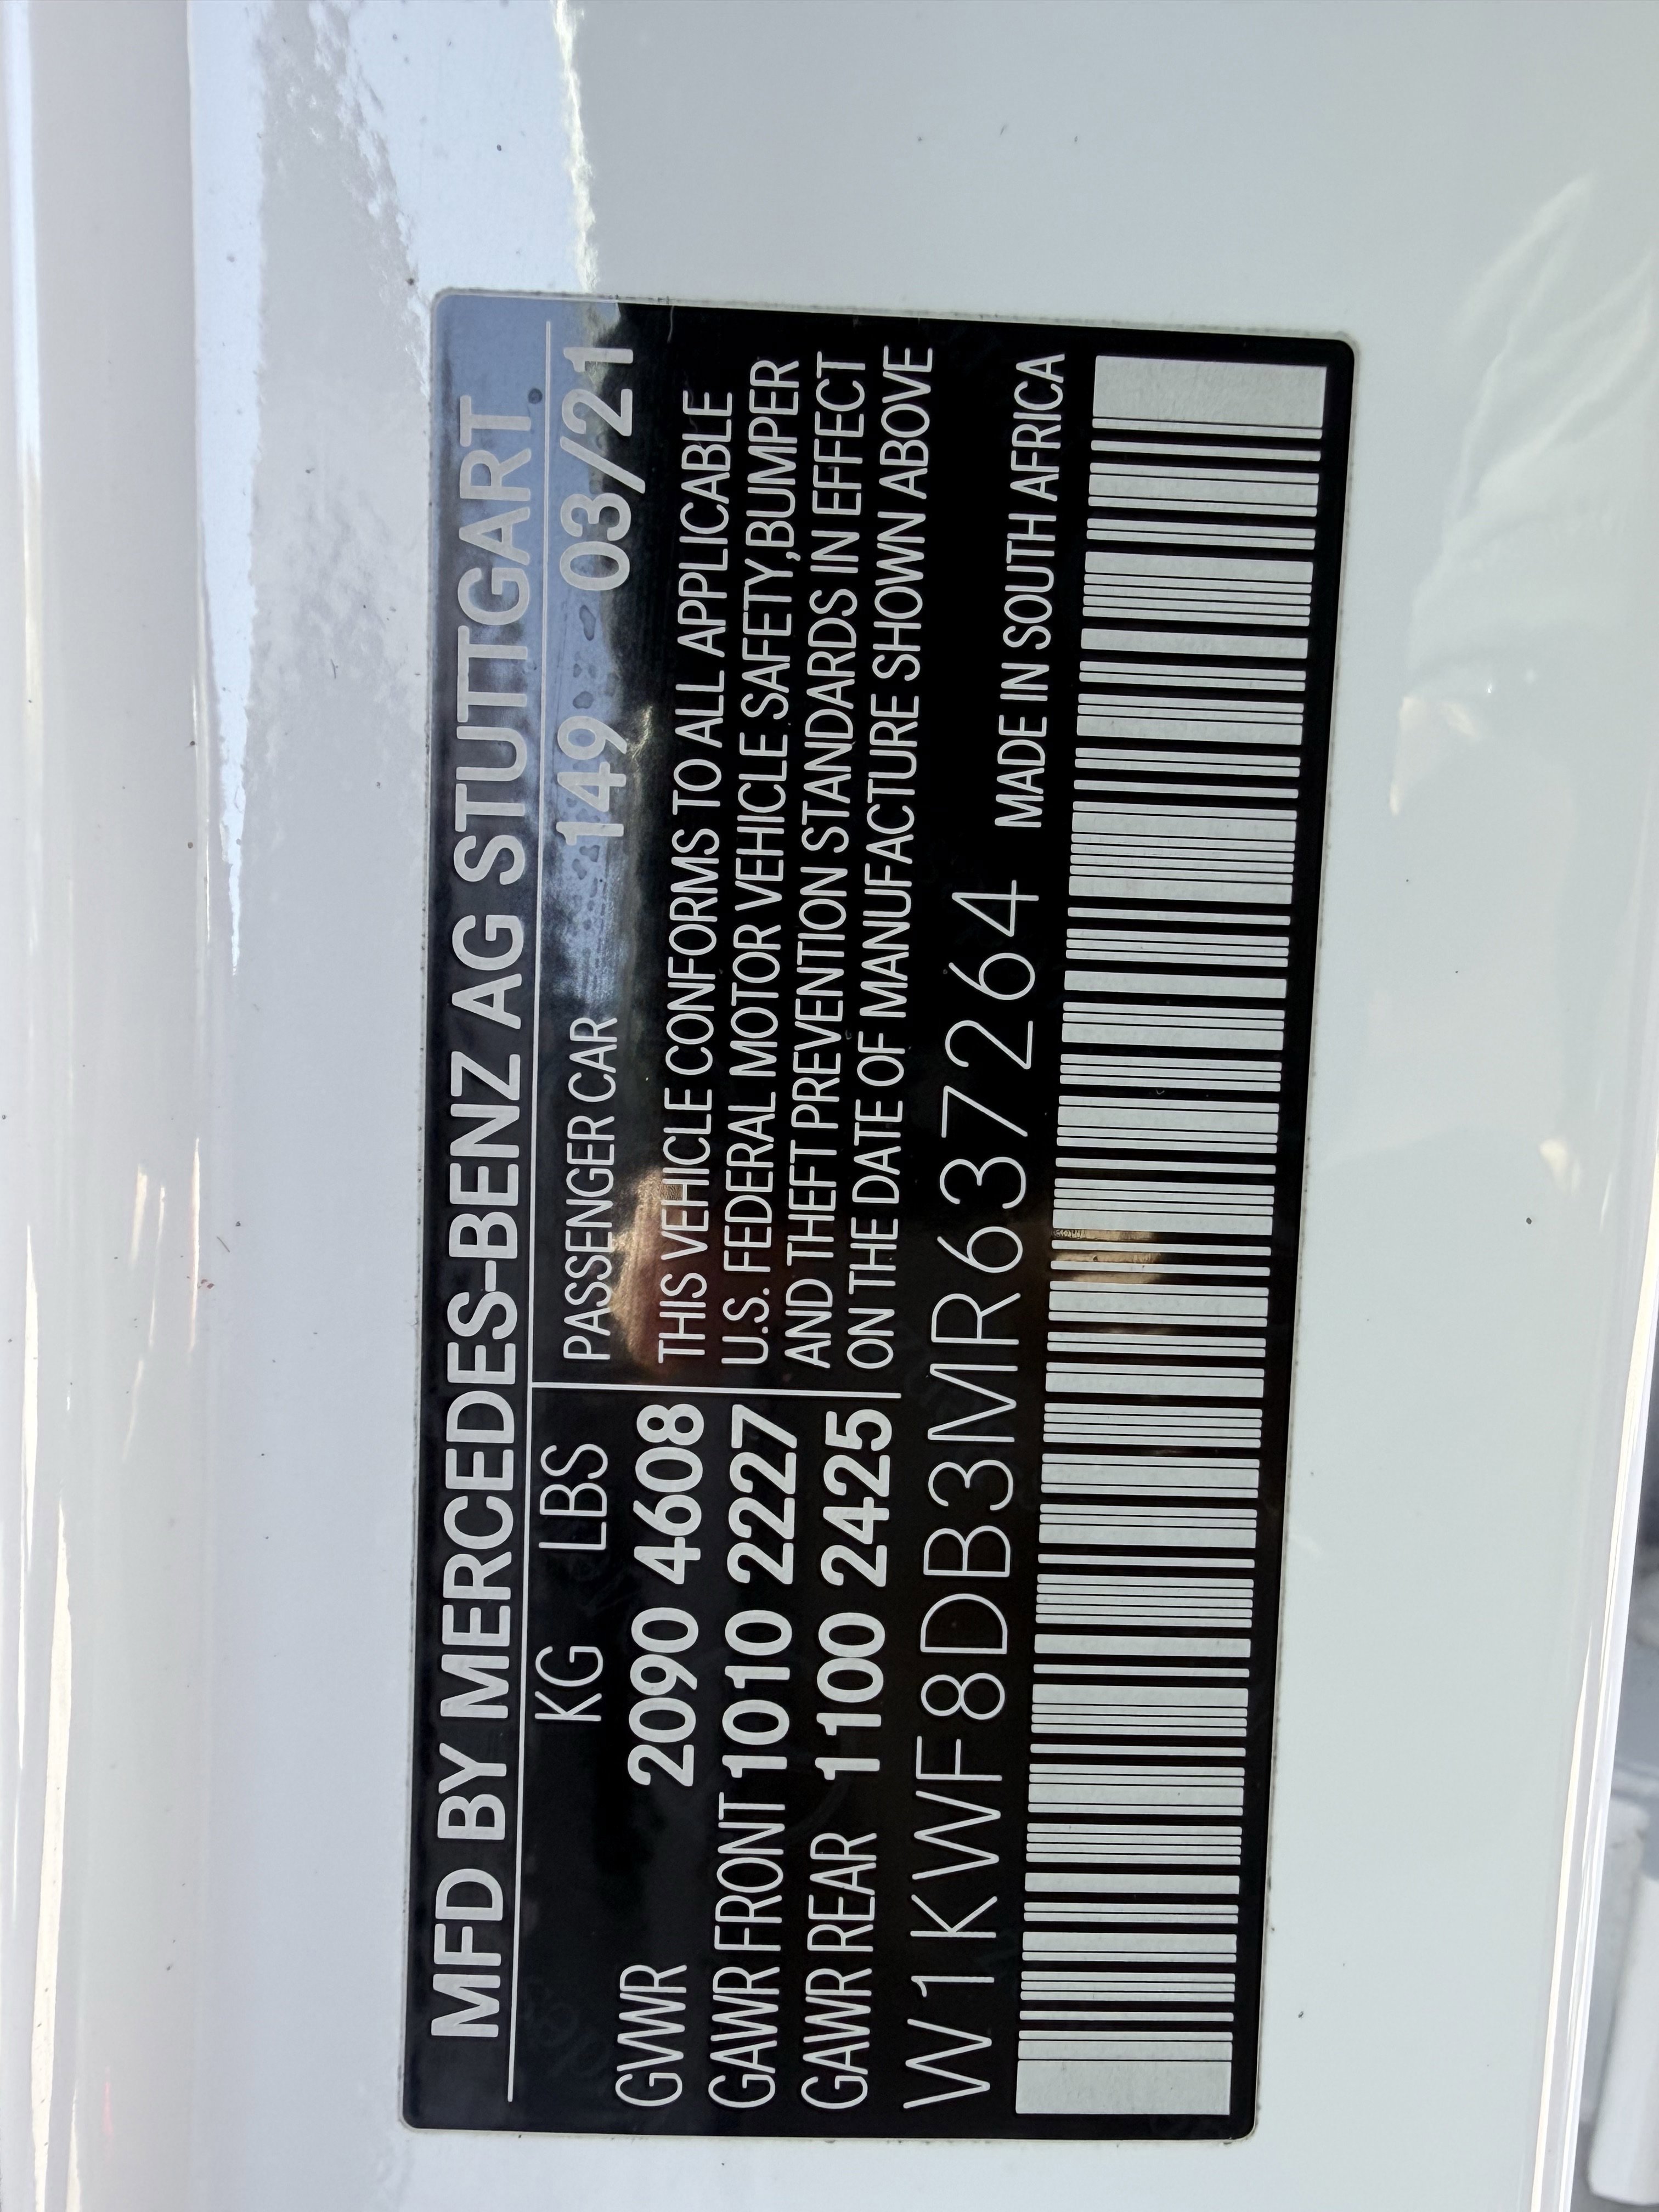 MFD BY MERCEDES-BENZ AG STUTTGART
KG LBS
PASSENGER CAR 149 03/21
GVWR 2090 4608
GAWR FRONT 1010 2227
GAWR REAR 1100 2425
THIS VEHICLE CONFORMS TO ALL APPLICABLE
U.S. FEDERAL MOTOR VEHICLE SAFETY,BUMPER
AND THEFT PREVENTION STANDARDS IN EFFECT
ON THE DATE OF MANUFACTURE SHOWN ABOVE
W1KWF8DB3MR637264 MADE IN SOUTH AFRICA